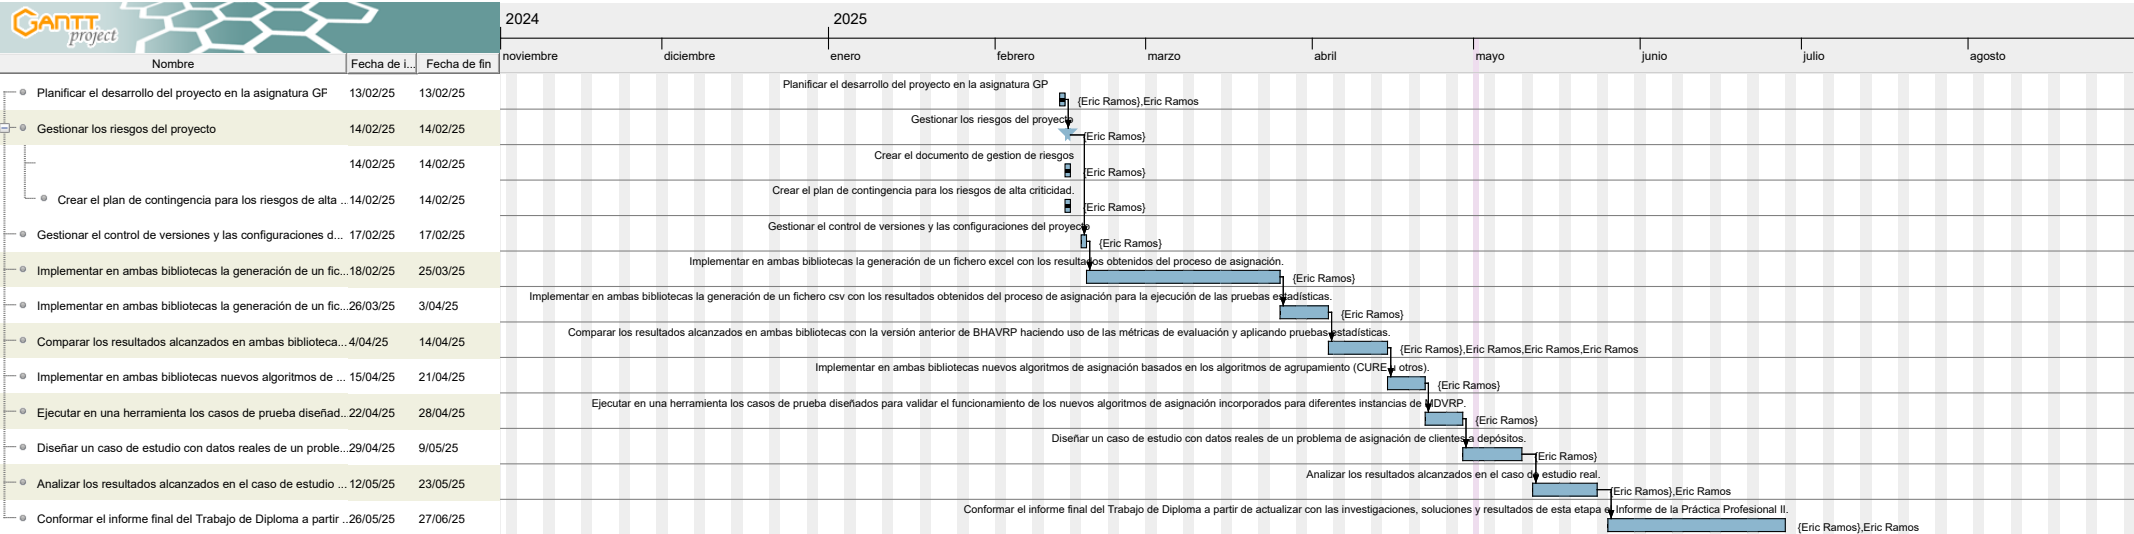 GANTT
project
2024
2025
noviembre
diciembre
enero
febrero
marzo
abril
mayo
junio
julio
agosto
Nombre
Fecha de i...
Fecha de fin
Planificar el desarrollo del proyecto en la asignatura GP 13/02/25 13/02/25
Planificar el desarrollo del proyecto en la asignatura GP
{Eric Ramos},Eric Ramos
Gestionar los riesgos del proyecto 14/02/25 14/02/25
Gestionar los riesgos del proyecto
{Eric Ramos}
14/02/25 14/02/25
Crear el documento de gestion de riesgos
{Eric Ramos}
Crear el plan de contingencia para los riesgos de alta ... 14/02/25 14/02/25
Crear el plan de contingencia para los riesgos de alta criticidad.
{Eric Ramos}
Gestionar el control de versiones y las configuraciones d... 17/02/25 17/02/25
Gestionar el control de versiones y las configuraciones del proyecto
{Eric Ramos}
Implementar en ambas bibliotecas la generación de un fic... 18/02/25 25/03/25
Implementar en ambas bibliotecas la generación de un fichero excel con los resultados obtenidos del proceso de asignación.
{Eric Ramos}
Implementar en ambas bibliotecas la generación de un fic... 26/03/25 3/04/25
Implementar en ambas bibliotecas la generación de un fichero csv con los resultados obtenidos del proceso de asignación para la ejecución de las pruebas estadísticas.
{Eric Ramos}
Comparar los resultados alcanzados en ambas biblioteca... 4/04/25 14/04/25
Comparar los resultados alcanzados en ambas bibliotecas con la versión anterior de BHAVRP haciendo uso de las métricas de evaluación y aplicando pruebas estadísticas.
{Eric Ramos},Eric Ramos,Eric Ramos,Eric Ramos
Implementar en ambas bibliotecas nuevos algoritmos de ... 15/04/25 21/04/25
Implementar en ambas bibliotecas nuevos algoritmos de asignación basados en los algoritmos de agrupamiento (CURE u otros).
{Eric Ramos}
Ejecutar en una herramienta los casos de prueba diseñad... 22/04/25 28/04/25
Ejecutar en una herramienta los casos de prueba diseñados para validar el funcionamiento de los nuevos algoritmos de asignación incorporados para diferentes instancias de MDVRP.
{Eric Ramos}
Diseñar un caso de estudio con datos reales de un proble... 29/04/25 9/05/25
Diseñar un caso de estudio con datos reales de un problema de asignación de clientes a depósitos.
{Eric Ramos}
Analizar los resultados alcanzados en el caso de estudio ... 12/05/25 23/05/25
Analizar los resultados alcanzados en el caso de estudio real.
{Eric Ramos},Eric Ramos
Conformar el informe final del Trabajo de Diploma a partir ... 26/05/25 27/06/25
Conformar el informe final del Trabajo de Diploma a partir de actualizar con las investigaciones, soluciones y resultados de esta etapa el Informe de la Práctica Profesional II.
{Eric Ramos},Eric Ramos